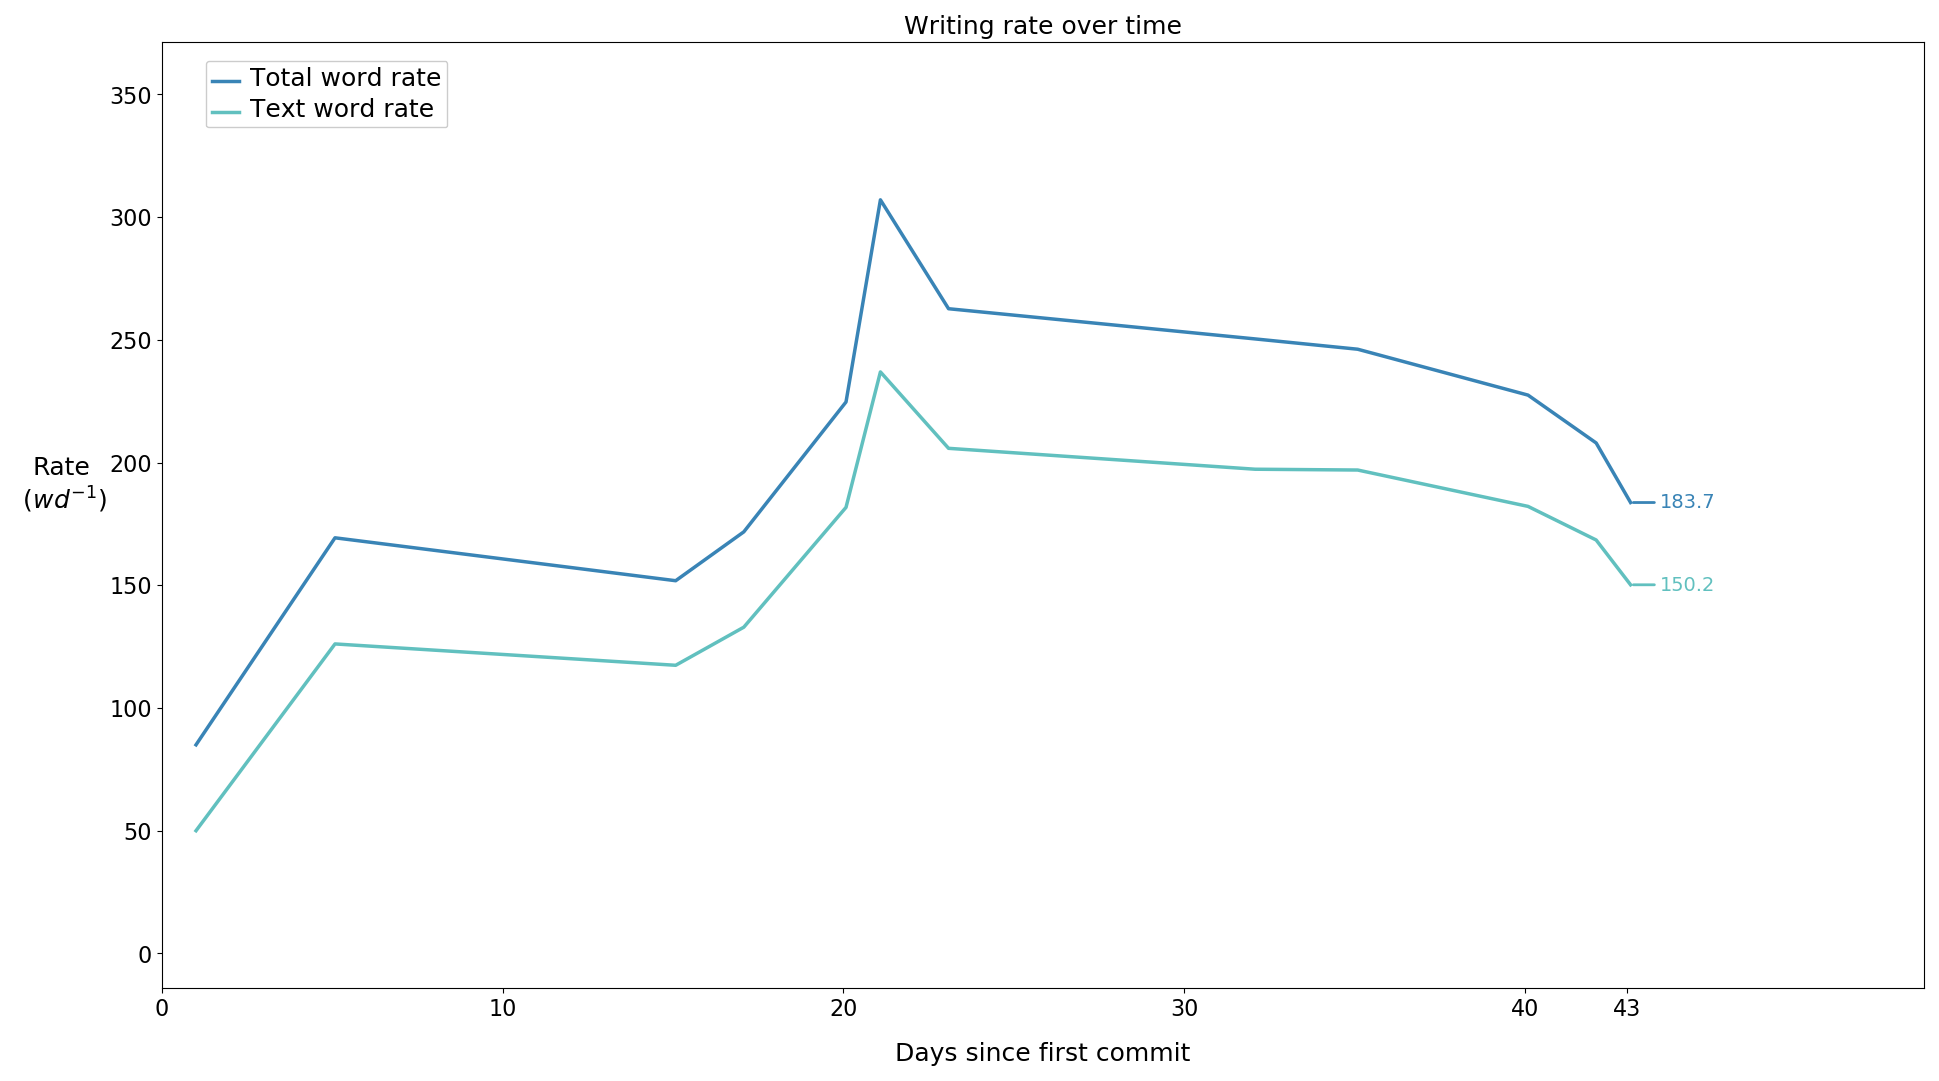 Writing rate over time
Total word rate
Text word rate
350
300
250
200
150
100
50
0
Rate
(wd⁻¹)
183.7
150.2
0 10 20 30 40 43
Days since first commit